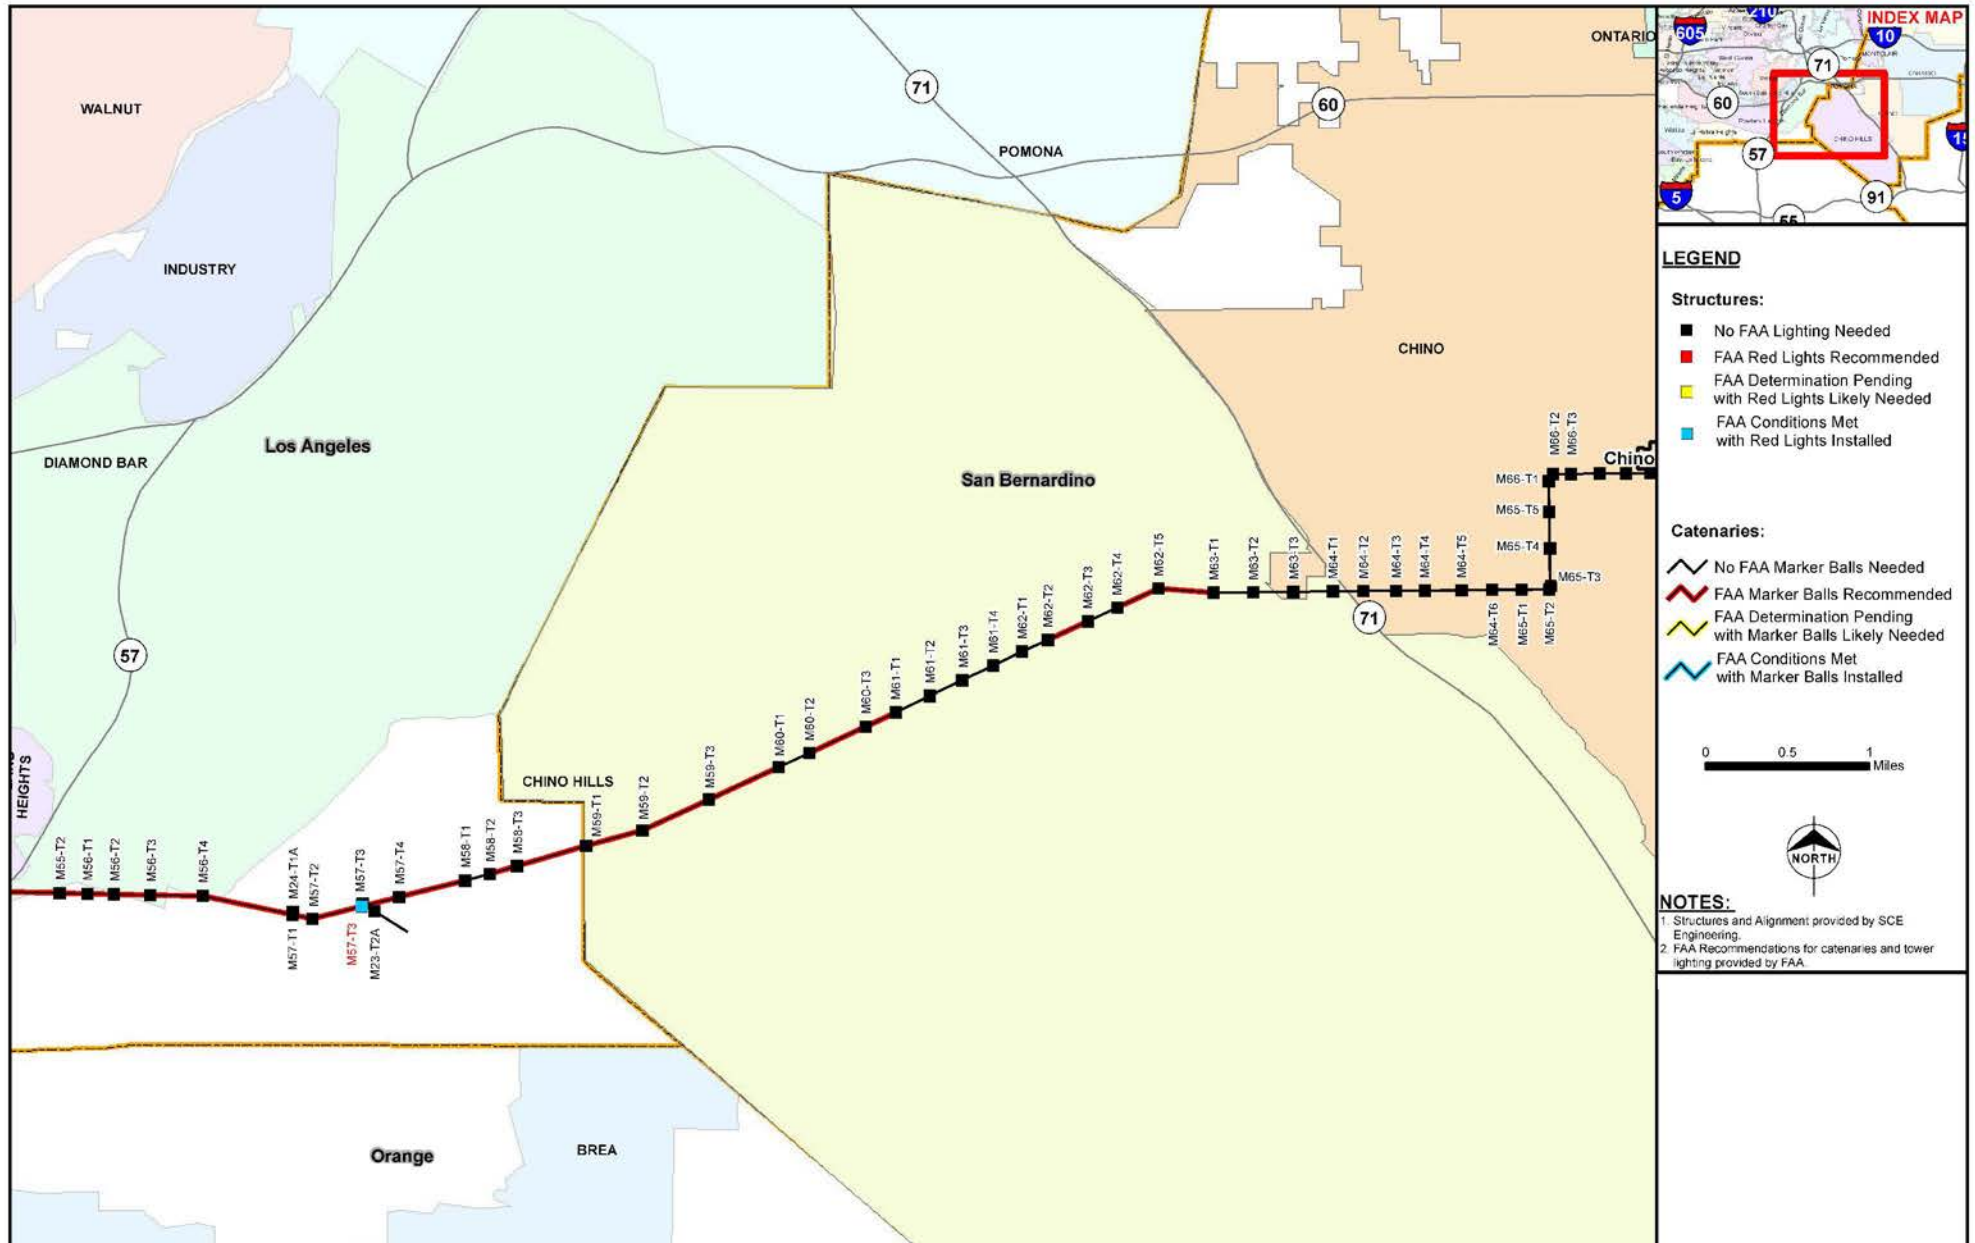 WALNUT
INDUSTRY
DIAMOND BAR
Los Angeles
POMONA
ONTARIO
CHINO
San Bernardino
CHINO HILLS
HEIGHTS
Orange
BREA
Chino
71
60
57
71
M55-T2
M56-T1
M56-T2
M56-T3
M56-T4
M24-T1A
M57-T1
M57-T2
M57-T3
M57-T3
M23-T2A
M57-T4
M58-T1
M58-T2
M58-T3
M59-T1
M59-T2
M59-T3
M60-T1
M60-T2
M60-T3
M61-T1
M61-T2
M61-T3
M61-T4
M62-T1
M62-T2
M62-T3
M62-T4
M62-T5
M63-T1
M63-T2
M63-T3
M64-T1
M64-T2
M64-T3
M64-T4
M64-T5
M64-T6
M65-T1
M65-T2
M65-T3
M65-T4
M65-T5
M66-T1
M66-T2
M66-T3
INDEX MAP
210
605
10
71
60
57
15
5
91
55
CHINO HILLS
LEGEND
Structures:
No FAA Lighting Needed
FAA Red Lights Recommended
FAA Determination Pending
with Red Lights Likely Needed
FAA Conditions Met
with Red Lights Installed
Catenaries:
No FAA Marker Balls Needed
FAA Marker Balls Recommended
FAA Determination Pending
with Marker Balls Likely Needed
FAA Conditions Met
with Marker Balls Installed
0 0.5 1
Miles
NORTH
NOTES:
1. Structures and Alignment provided by SCE
Engineering.
2. FAA Recommendations for catenaries and tower
lighting provided by FAA.